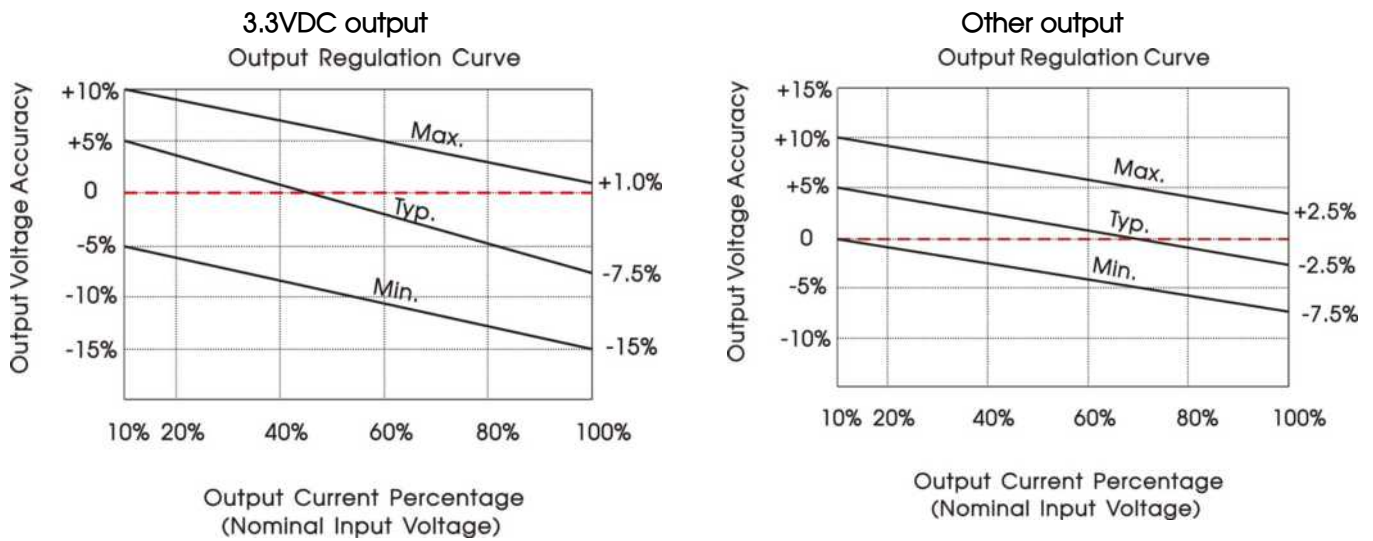 3.3VDC output
Output Regulation Curve
Output Voltage Accuracy
+10%
+5%
0
-5%
-10%
-15%
Max.
Typ.
Min.
+1.0%
-7.5%
-15%
10% 20% 40% 60% 80% 100%
Output Current Percentage
(Nominal Input Voltage)
Other output
Output Regulation Curve
Output Voltage Accuracy
+15%
+10%
+5%
0
-5%
-10%
Max.
Typ.
Min.
+2.5%
-2.5%
-7.5%
10% 20% 40% 60% 80% 100%
Output Current Percentage
(Nominal Input Voltage)